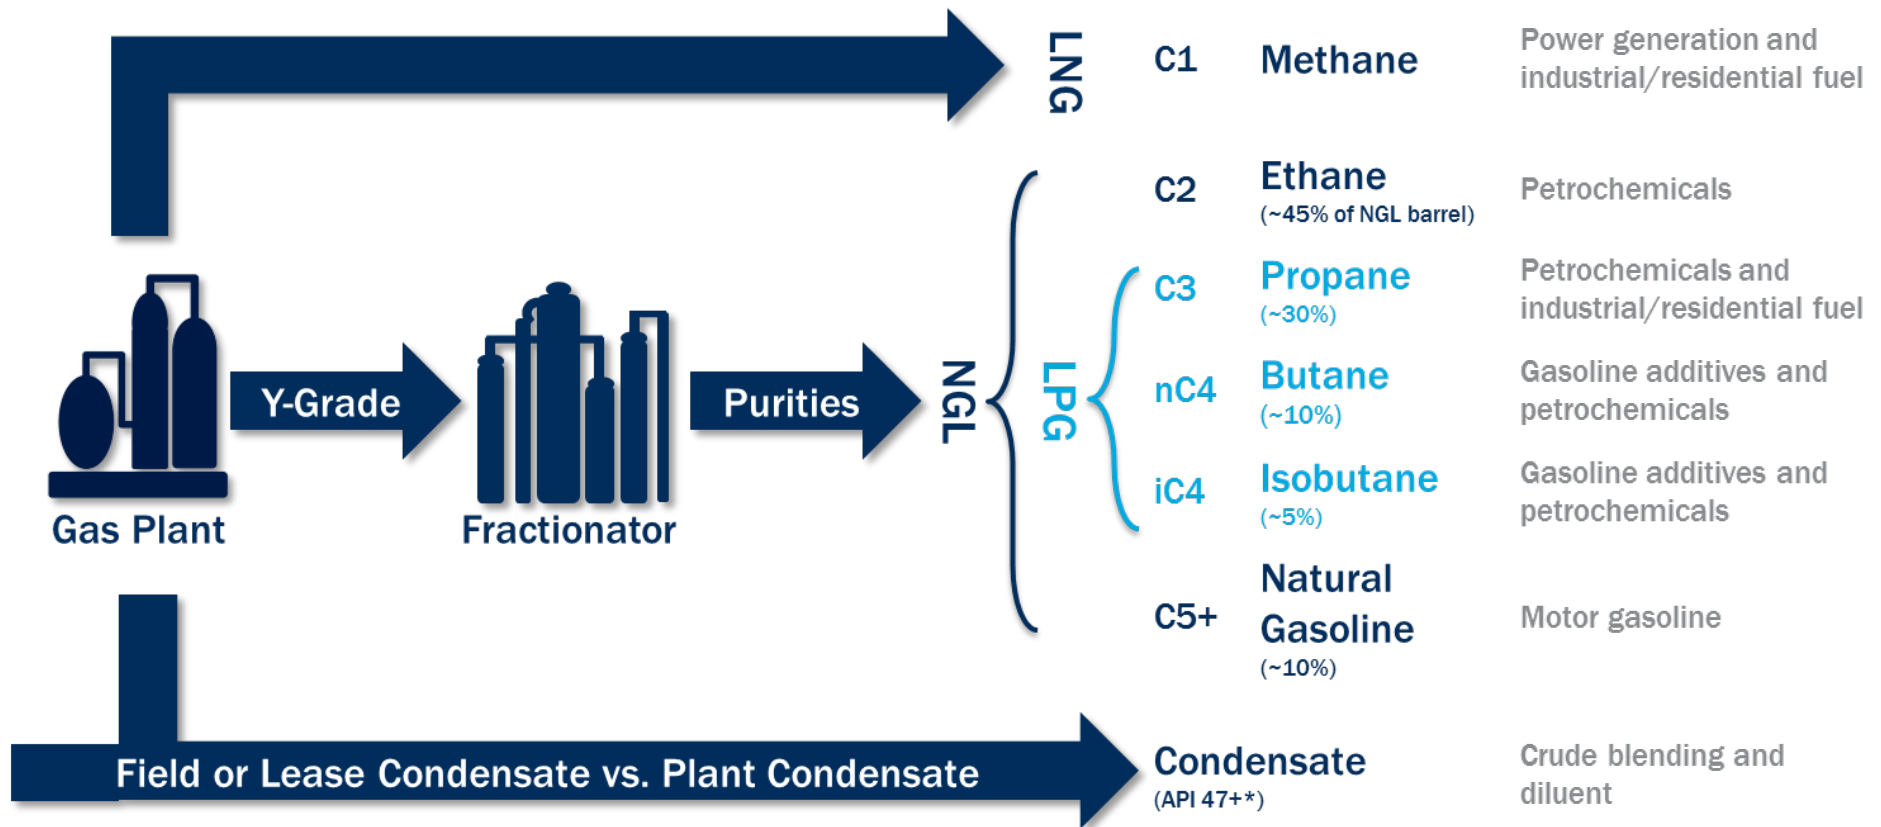 LNG
C1
Methane
Power generation and
industrial/residential fuel
C2
Ethane
(~45% of NGL barrel)
Petrochemicals
C3
Propane
(~30%)
Petrochemicals and
industrial/residential fuel
nC4
Butane
(~10%)
Gasoline additives and
petrochemicals
iC4
Isobutane
(~5%)
Gasoline additives and
petrochemicals
C5+
Natural
Gasoline
(~10%)
Motor gasoline
NGL
LPG
Y-Grade
Purities
Gas Plant
Fractionator
Field or Lease Condensate vs. Plant Condensate
Condensate
(API 47+*)
Crude blending and
diluent